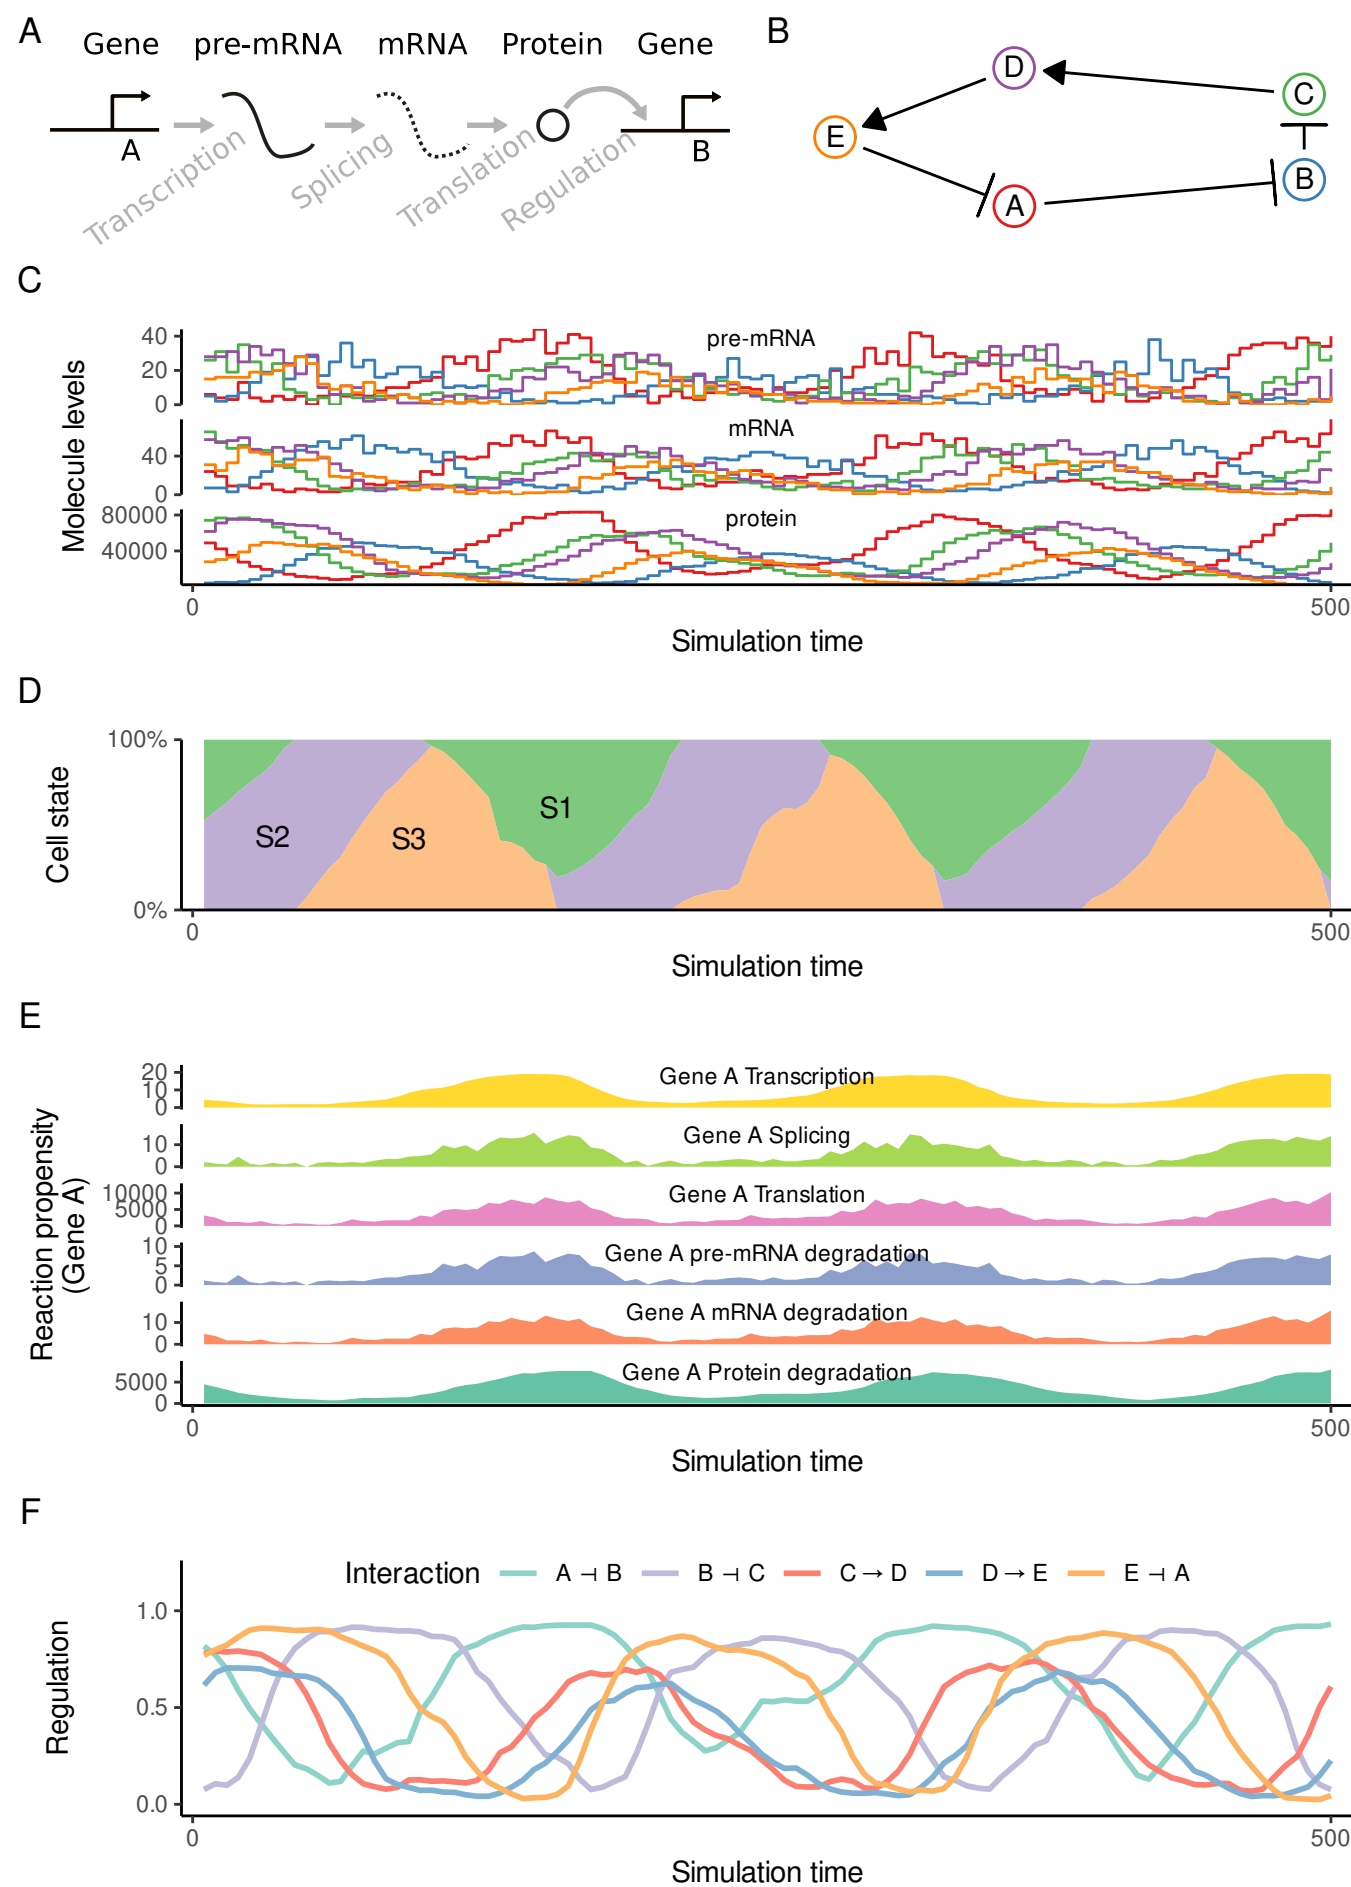 A
Gene pre-mRNA mRNA Protein Gene
A
B
Transcription
Splicing
Translation
Regulation
B
D
C
E
B
A
C
Molecule levels
40
20
0
pre-mRNA
40
0
mRNA
80000
40000
protein
0
500
Simulation time
D
Cell state
100%
0%
S1
S2
S3
0
500
Simulation time
E
Reaction propensity
(Gene A)
20
10
0
Gene A Transcription
10
0
Gene A Splicing
10000
5000
0
Gene A Translation
10
5
0
Gene A pre-mRNA degradation
10
0
Gene A mRNA degradation
5000
0
Gene A Protein degradation
0
500
Simulation time
F
Interaction A ⊣ B B ⊣ C C → D D → E E ⊣ A
Regulation
1.0
0.5
0.0
0
500
Simulation time